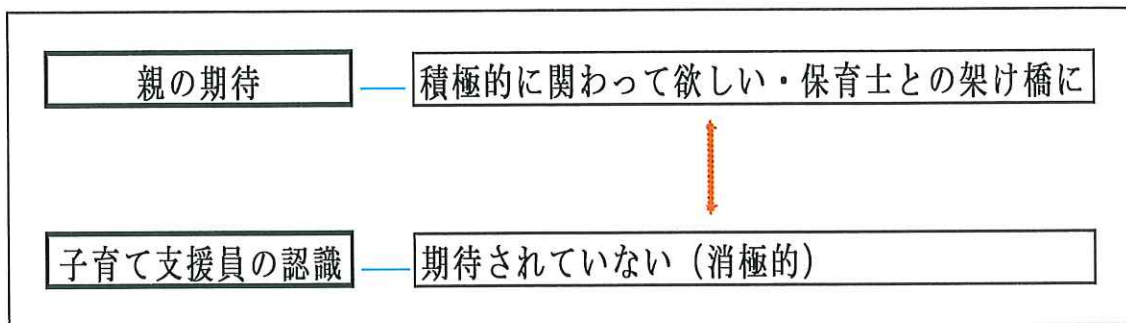 親の期待
積極的に関わって欲しい・保育士との架け橋に
子育て支援員の認識
期待されていない（消極的）